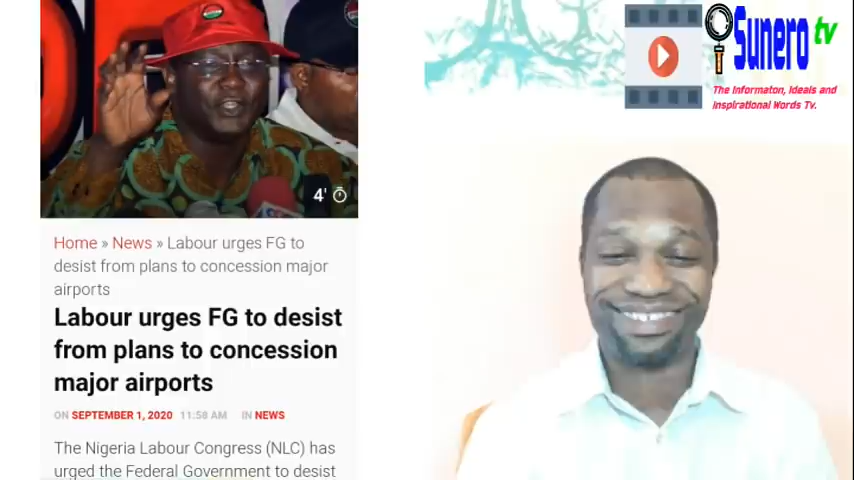 4'
Home » News » Labour urges FG to
desist from plans to concession major
airports
Labour urges FG to desist
from plans to concession
major airports
ON SEPTEMBER 1, 2020 11:58 AM IN NEWS
The Nigeria Labour Congress (NLC) has
urged the Federal Government to desist
Sunero tv
The Informaton, Ideals and
Inspirational Words Tv.